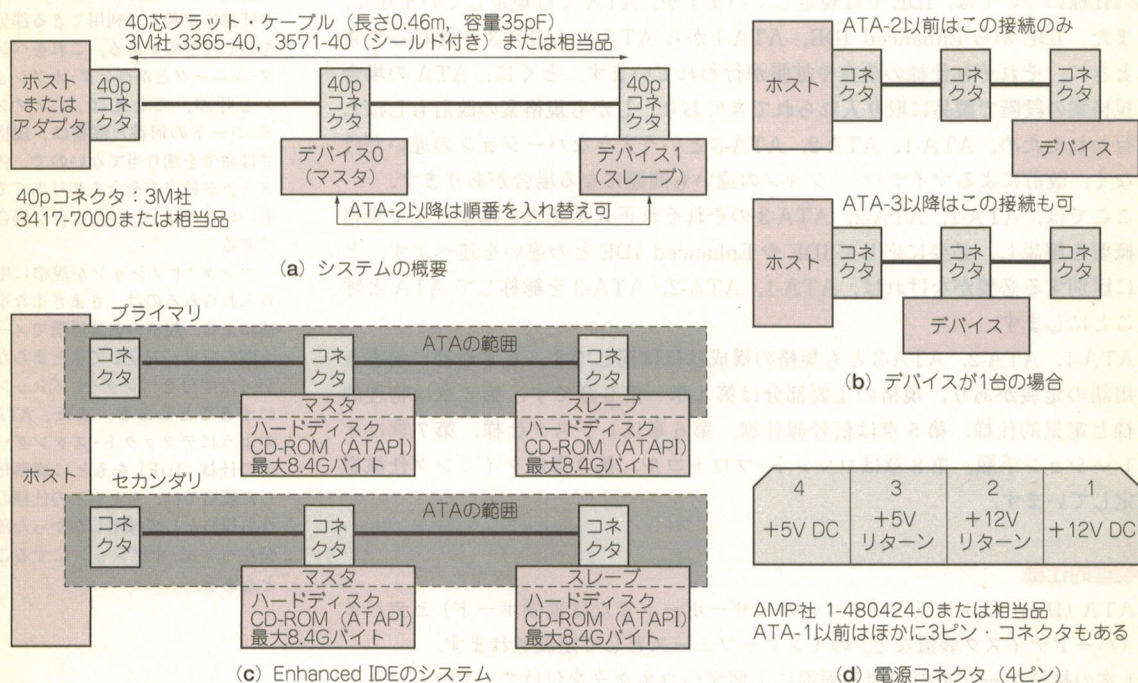 40芯フラット・ケーブル（長さ0.46m，容量35pF）
3M社 3365-40，3571-40（シールド付き）または相当品
ホスト
または
アダプタ
40p
コネ
クタ
40p
コネ
クタ
40p
コネ
クタ
デバイス0
（マスタ）
デバイス1
（スレーブ）
40pコネクタ：3M社
3417-7000または相当品
ATA-2以降は順番を入れ替え可
(a) システムの概要
ATA-2以前はこの接続のみ
ホスト
コネ
クタ
コネ
クタ
コネ
クタ
デバイス
ATA-3以降はこの接続も可
ホスト
コネ
クタ
コネ
クタ
コネ
クタ
デバイス
(b) デバイスが1台の場合
プライマリ
ATAの範囲
コネ
クタ
コネ
クタ
コネ
クタ
マスタ
スレーブ
ハードディスク
CD-ROM（ATAPI）
最大8.4Gバイト
ハードディスク
CD-ROM（ATAPI）
最大8.4Gバイト
ホスト
セカンダリ
ATAの範囲
コネ
クタ
コネ
クタ
コネ
クタ
マスタ
スレーブ
ハードディスク
CD-ROM（ATAPI）
最大8.4Gバイト
ハードディスク
CD-ROM（ATAPI）
最大8.4Gバイト
(c) Enhanced IDEのシステム
4
+5V DC
3
+5V
リターン
2
+12V
リターン
1
+12V DC
AMP社 1-480424-0または相当品
ATA-1以前はほかに3ピン・コネクタもある
(d) 電源コネクタ（4ピン）